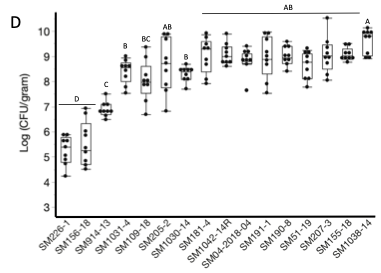 D
AB
A
AB
BC
B
B
C
D
10
9
8
7
6
5
4
3
Log (CFU/gram)
SM226-1
SM156-18
SM914-13
SM1031-4
SM109-18
SM205-2
SM1030-14
SM181-4
SM1042-14R
SM04-2018-04
SM191-1
SM190-8
SM51-19
SM207-3
SM155-18
SM1038-14